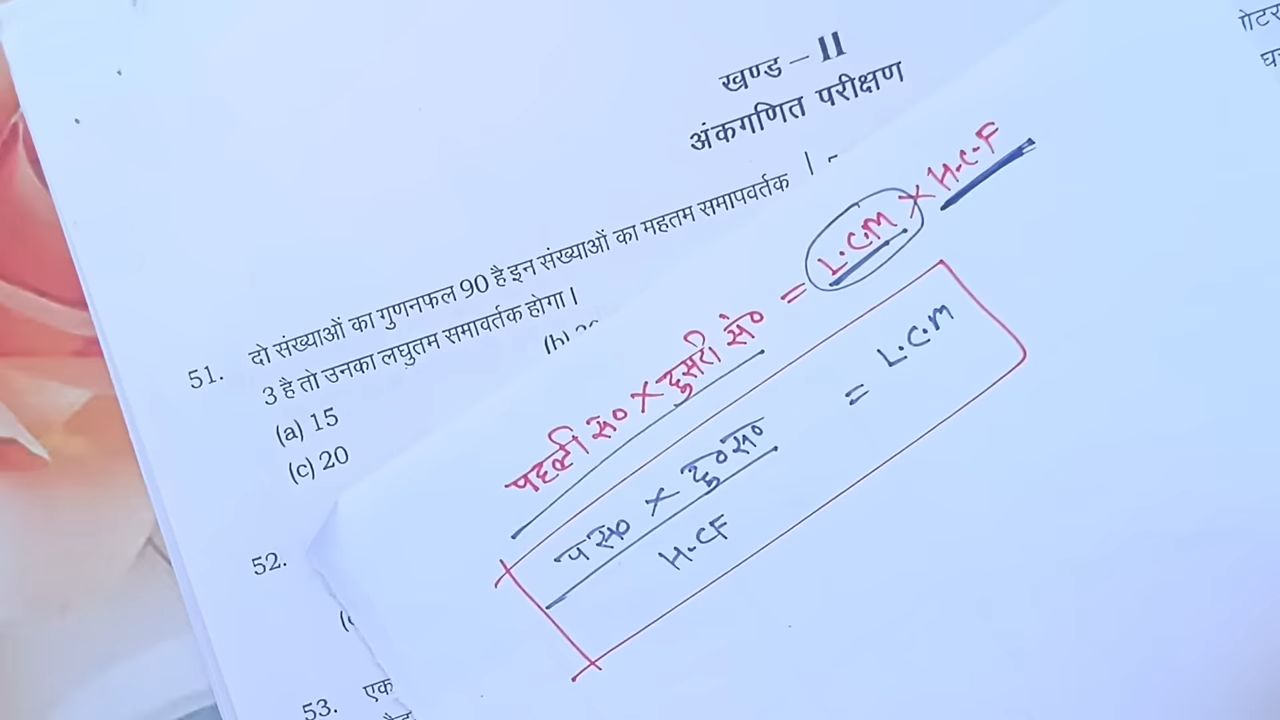 खण्ड – II
अंकगणित परीक्षण
51. दो संख्याओं का गुणनफल 90 है इन संख्याओं का महतम समापवर्तक
3 है तो उनका लघुतम समावर्तक होगा।
(a) 15
(c) 20
पहली सं० × दुसरी सं० = L.C.M × H.C.F
प सं० × दु० सं० = L.C.M
H.C.F
52.
53. एक